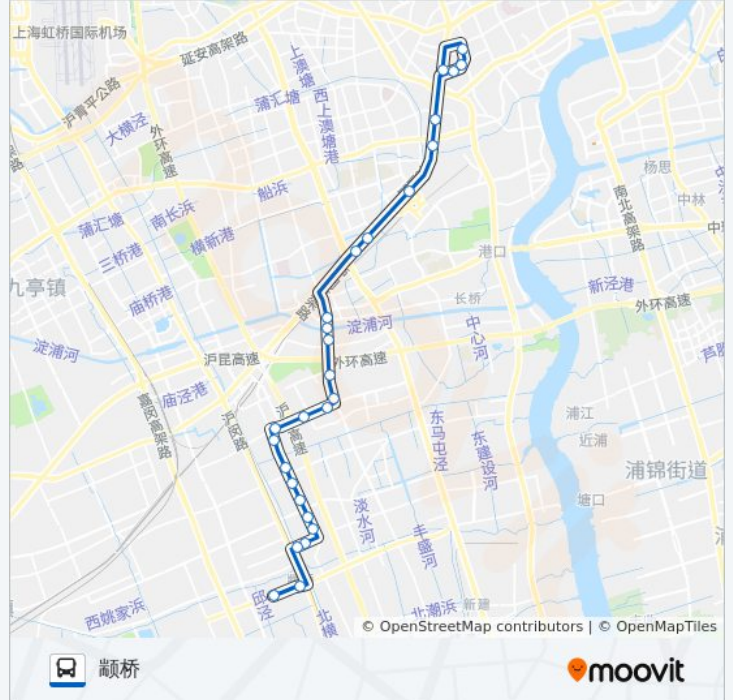 上海虹桥国际机场
延安高架路
上澳塘
沪青平公路
蒲汇塘
西上澳塘港
大横泾
外环高速
杨思
船浜
南北高架路
中林
南长浜
蒲汇塘
横新港
三桥港
港口
九亭镇
庙桥港
新泾港
长桥
外环高速
淀浦河
中心河
淀浦河
沪昆高速
外环高速
庙泾港
嘉闵高架路
沪闵路
沪
高速
东马屯泾
东建设河
浦江
近浦
浦锦街道
塘口
淡水河
丰盛河
邱泾
西姚家浜
北横
北潮浜
新建
© OpenStreetMap contributors | © OpenMapTiles
颛桥
moovit